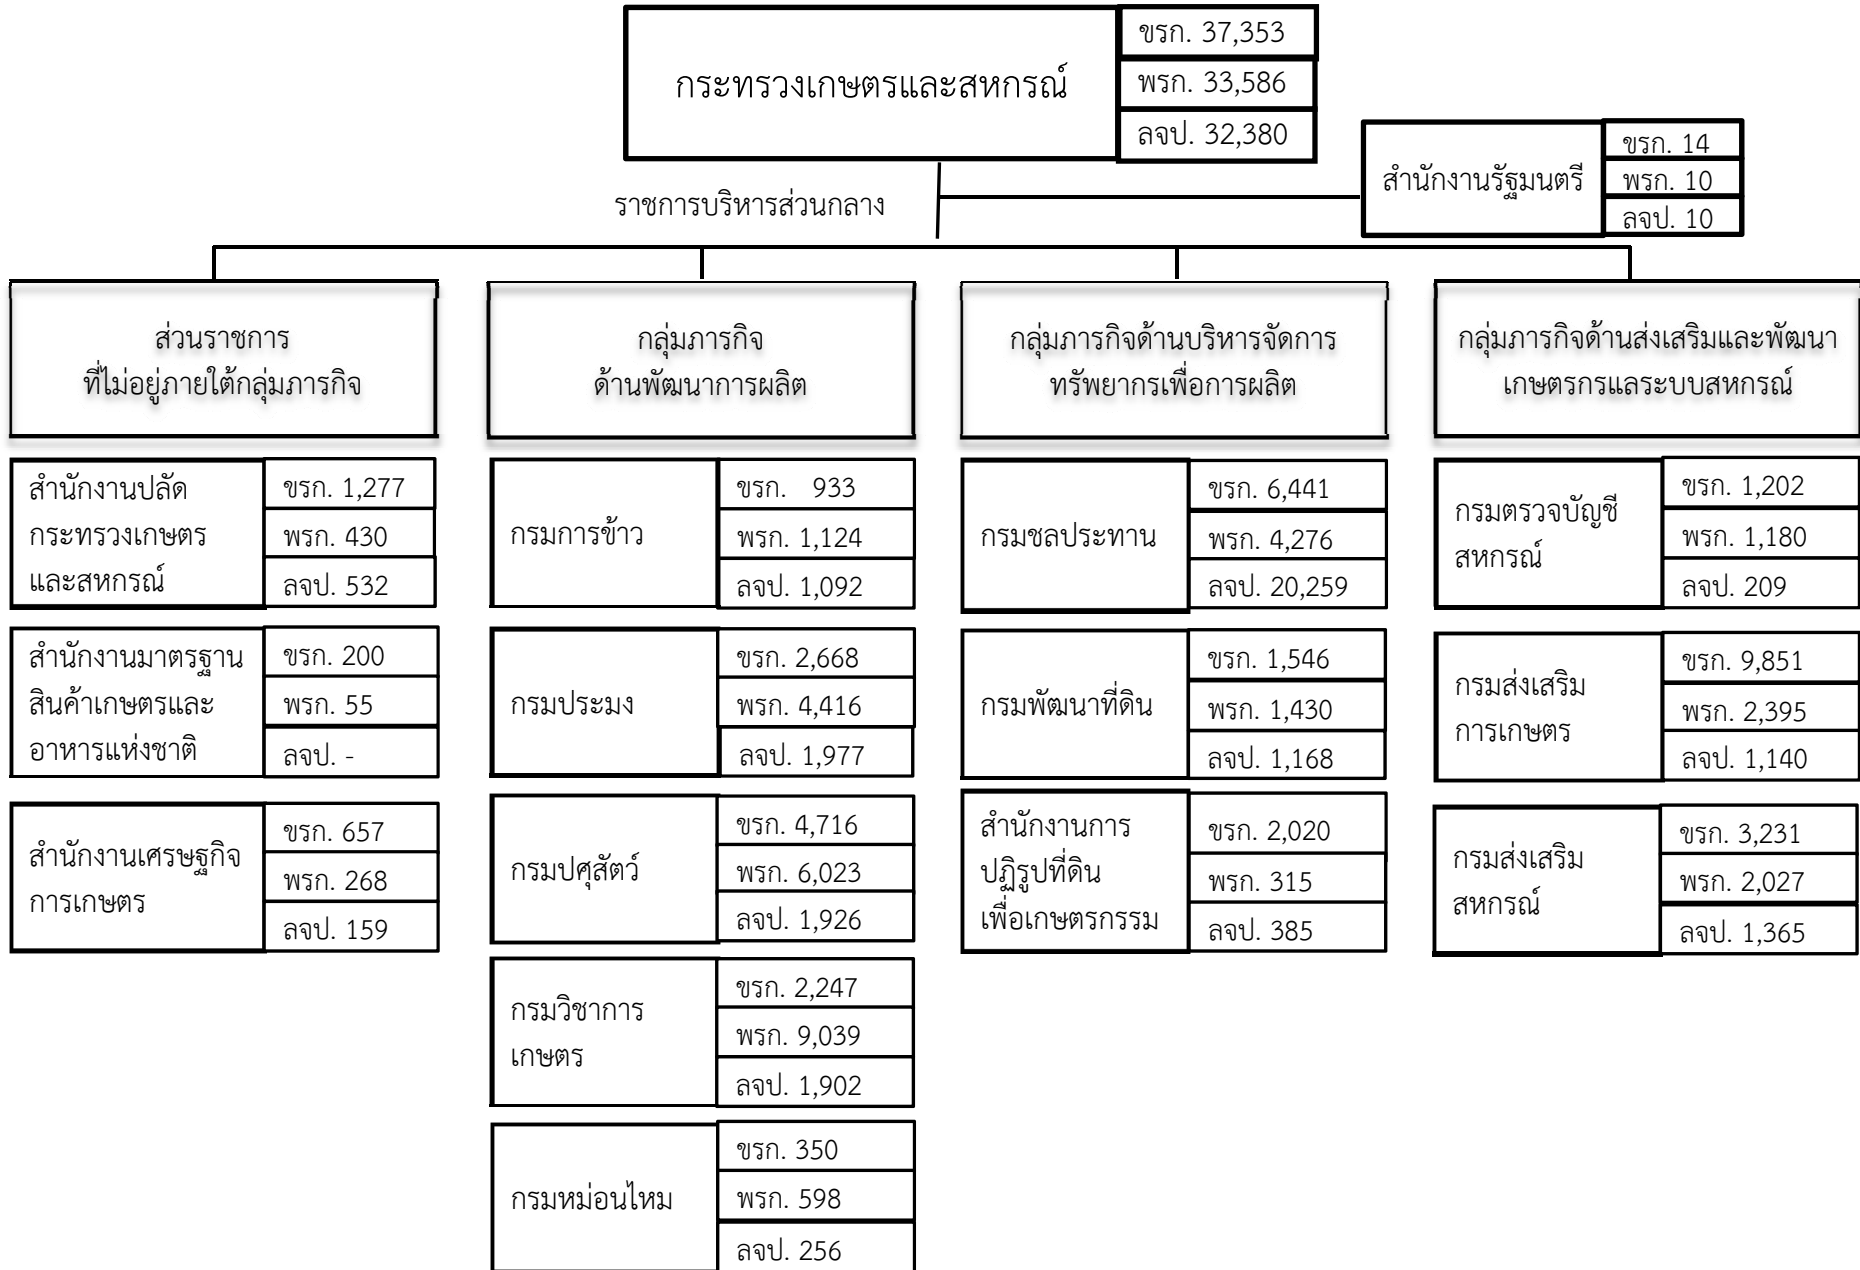 กระทรวงเกษตรและสหกรณ์
ขรก. 37,353
พรก. 33,586
ลจป. 32,380
สำนักงานรัฐมนตรี
ขรก. 14
พรก. 10
ลจป. 10
ราชการบริหารส่วนกลาง
ส่วนราชการ
ที่ไม่อยู่ภายใต้กลุ่มภารกิจ
สำนักงานปลัด
กระทรวงเกษตร
และสหกรณ์
ขรก. 1,277
พรก. 430
ลจป. 532
สำนักงานมาตรฐาน
สินค้าเกษตรและ
อาหารแห่งชาติ
ขรก. 200
พรก. 55
ลจป. -
สำนักงานเศรษฐกิจ
การเกษตร
ขรก. 657
พรก. 268
ลจป. 159
กลุ่มภารกิจ
ด้านพัฒนาการผลิต
กรมการข้าว
ขรก. 933
พรก. 1,124
ลจป. 1,092
กรมประมง
ขรก. 2,668
พรก. 4,416
ลจป. 1,977
กรมปศุสัตว์
ขรก. 4,716
พรก. 6,023
ลจป. 1,926
กรมวิชาการ
เกษตร
ขรก. 2,247
พรก. 9,039
ลจป. 1,902
กรมหม่อนไหม
ขรก. 350
พรก. 598
ลจป. 256
กลุ่มภารกิจด้านบริหารจัดการ
ทรัพยากรเพื่อการผลิต
กรมชลประทาน
ขรก. 6,441
พรก. 4,276
ลจป. 20,259
กรมพัฒนาที่ดิน
ขรก. 1,546
พรก. 1,430
ลจป. 1,168
สำนักงานการ
ปฏิรูปที่ดิน
เพื่อเกษตรกรรม
ขรก. 2,020
พรก. 315
ลจป. 385
กลุ่มภารกิจด้านส่งเสริมและพัฒนา
เกษตรกรแลระบบสหกรณ์
กรมตรวจบัญชี
สหกรณ์
ขรก. 1,202
พรก. 1,180
ลจป. 209
กรมส่งเสริม
การเกษตร
ขรก. 9,851
พรก. 2,395
ลจป. 1,140
กรมส่งเสริม
สหกรณ์
ขรก. 3,231
พรก. 2,027
ลจป. 1,365